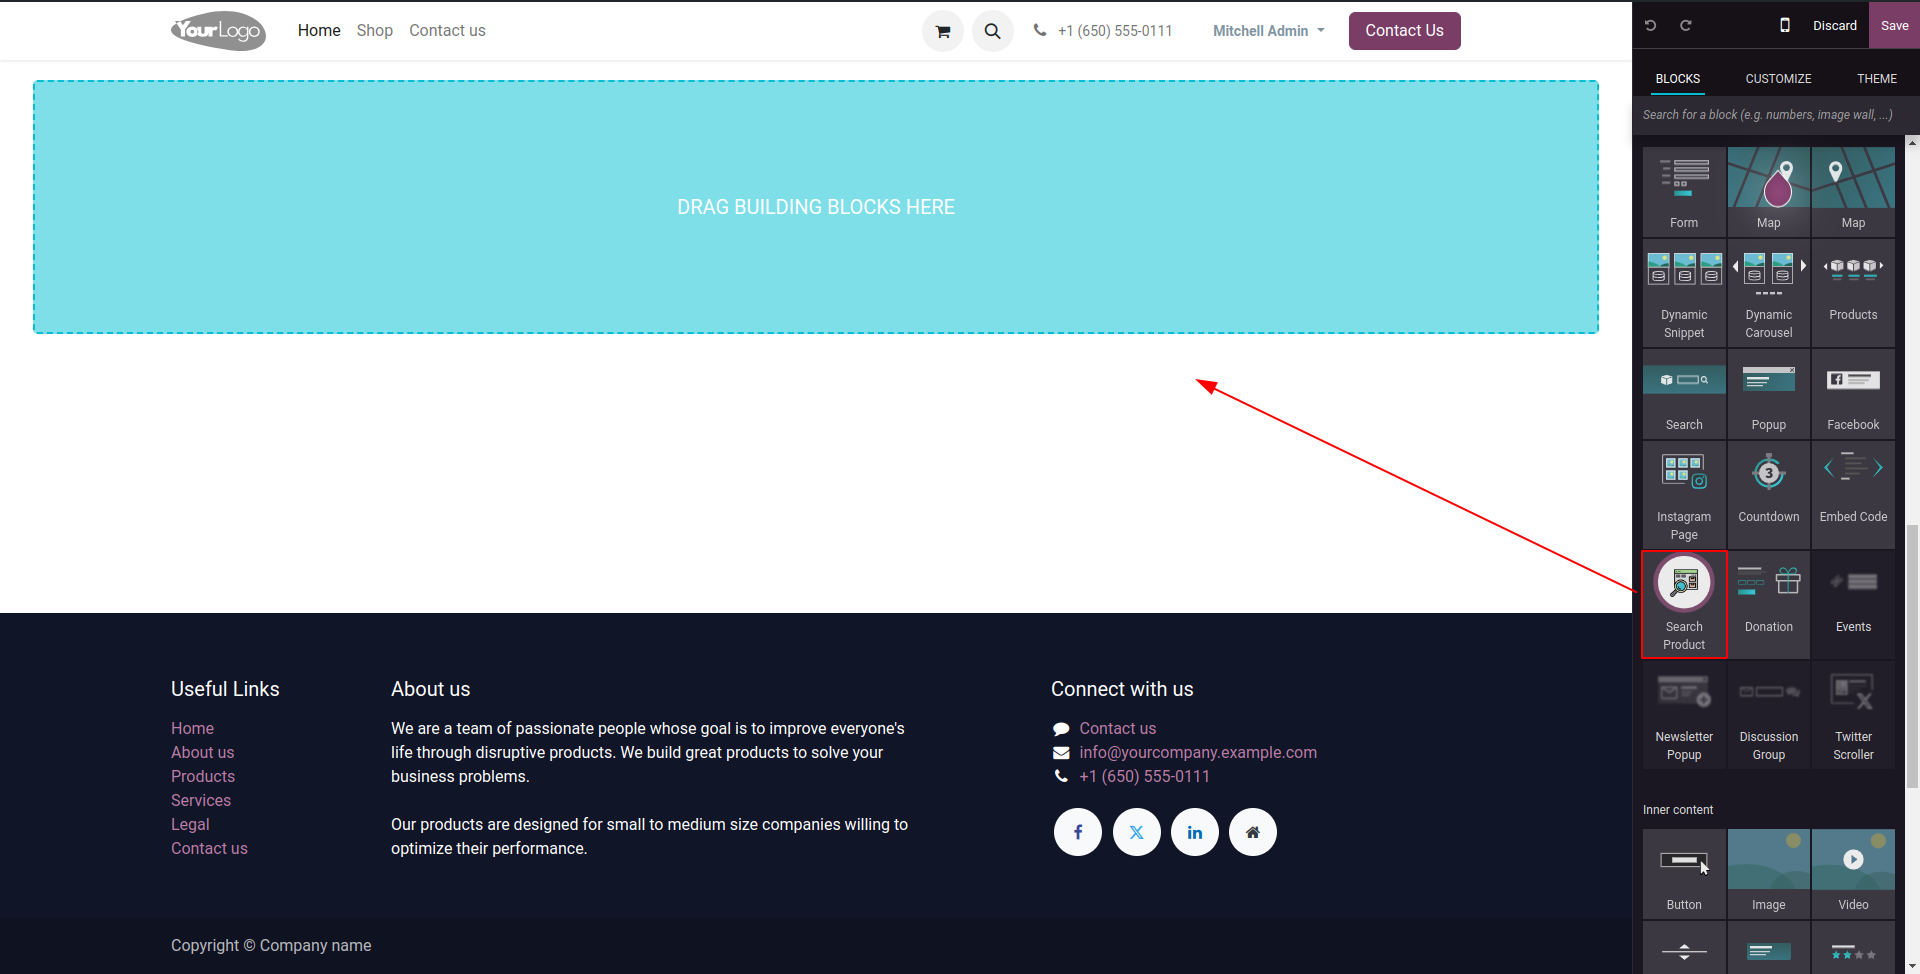 YourLogo
Home Shop Contact us
+1 (650) 555-0111
Mitchell Admin
Contact Us
Discard
Save
BLOCKS CUSTOMIZE THEME
Search for a block (e.g. numbers, image wall, ...)
DRAG BUILDING BLOCKS HERE
Form Map Map
Dynamic Snippet
Dynamic Carousel
Products
Search Popup Facebook
Instagram Page
3
Countdown
Embed Code
Search Product
Donation
Events
Newsletter Popup
Discussion Group
Twitter Scroller
Inner content
Button Image Video
Useful Links
Home
About us
Products
Services
Legal
Contact us
About us
We are a team of passionate people whose goal is to improve everyone's
life through disruptive products. We build great products to solve your
business problems.
Our products are designed for small to medium size companies willing to
optimize their performance.
Connect with us
Contact us
info@yourcompany.example.com
+1 (650) 555-0111
Copyright © Company name